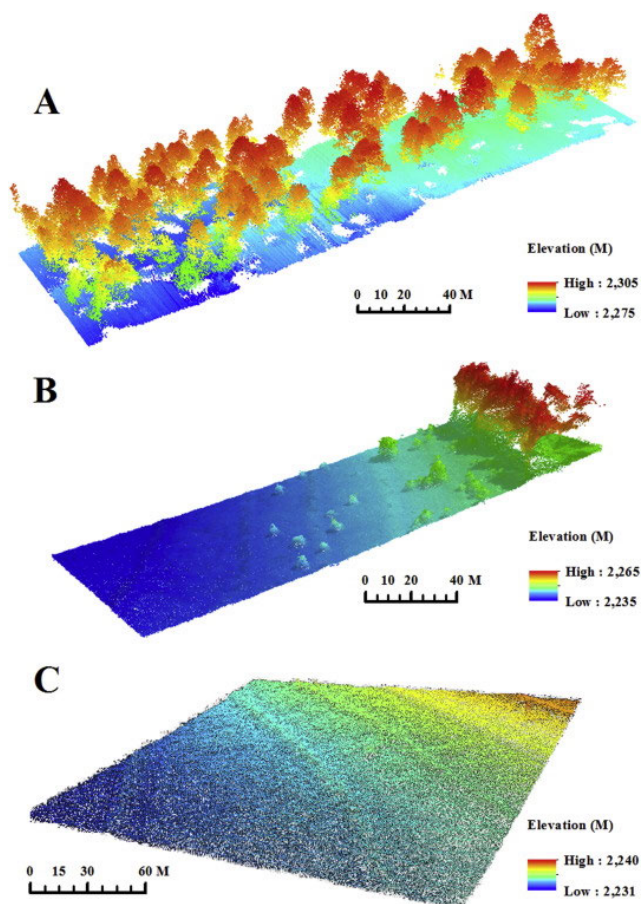 A
Elevation (M)
High : 2,305
Low : 2,275
0 10 20 40 M
B
Elevation (M)
High : 2,265
Low : 2,235
0 10 20 40 M
C
Elevation (M)
High : 2,240
Low : 2,231
0 15 30 60 M